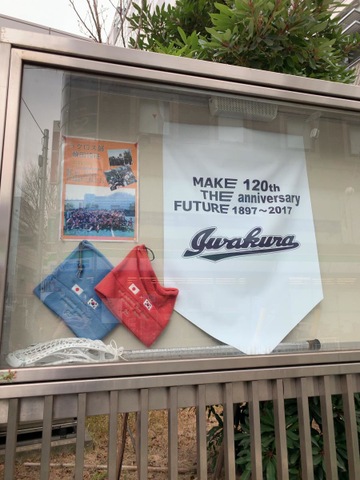 MAKE 120th
THE anniversary
FUTURE 1897~2017
Iwakura